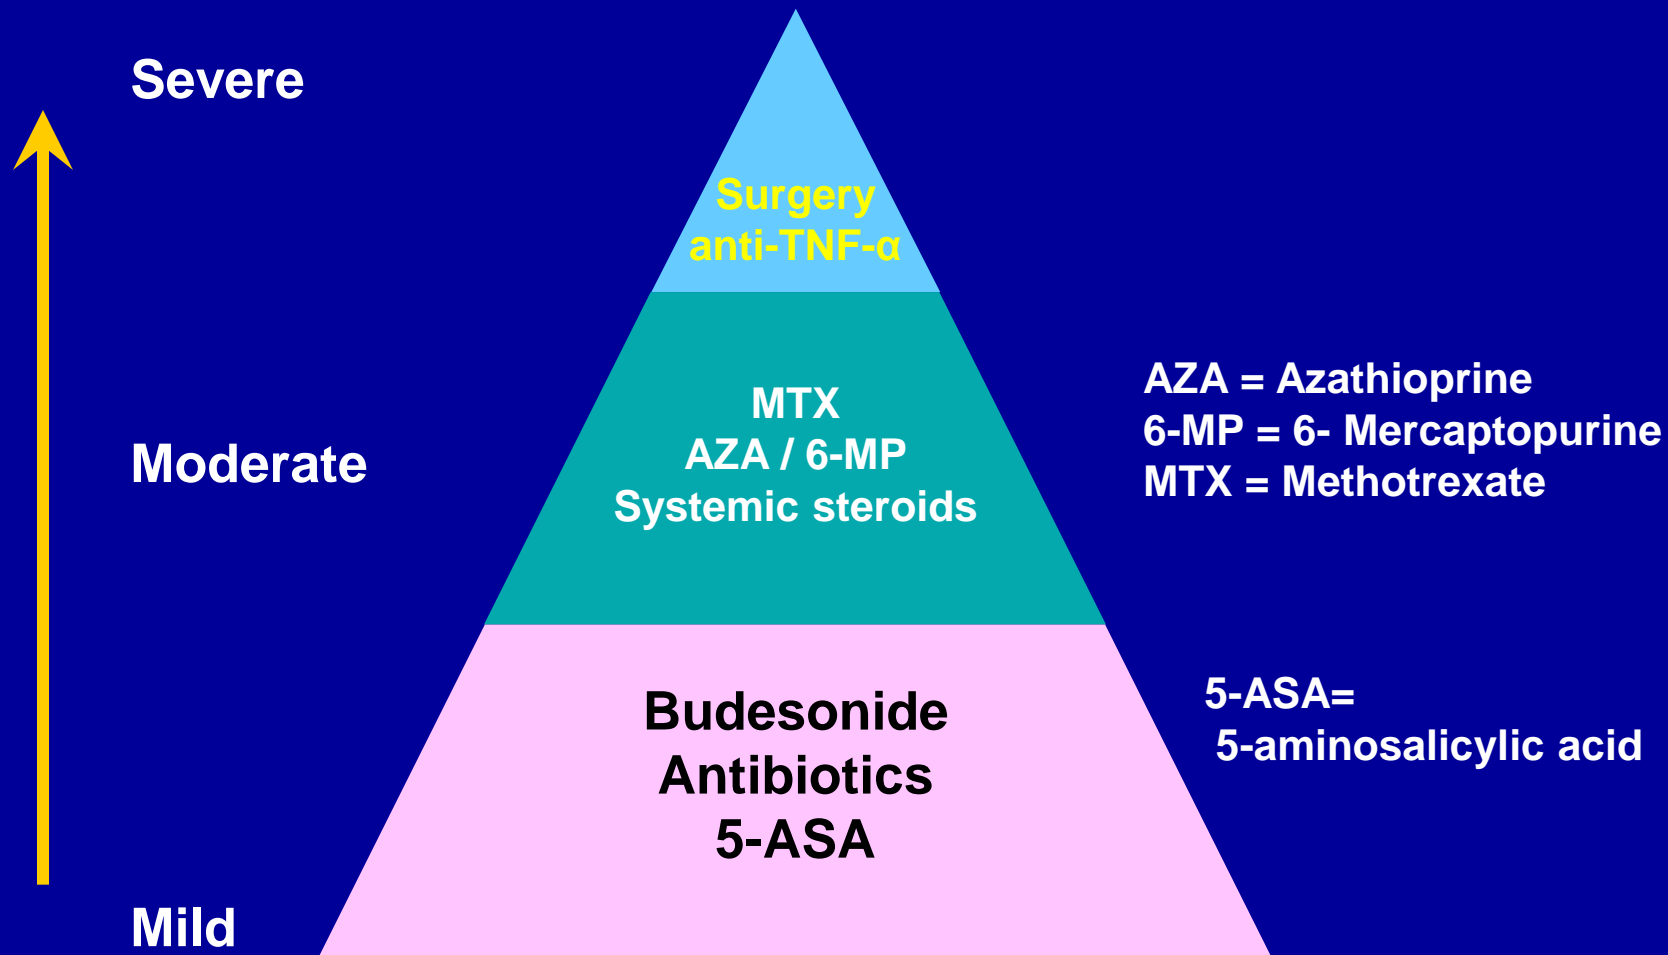 Severe
Surgery
anti-TNF-α
MTX
AZA / 6-MP
Systemic steroids
Moderate
AZA = Azathioprine
6-MP = 6- Mercaptopurine
MTX = Methotrexate
Budesonide
Antibiotics
5-ASA
5-ASA=
5-aminosalicylic acid
Mild